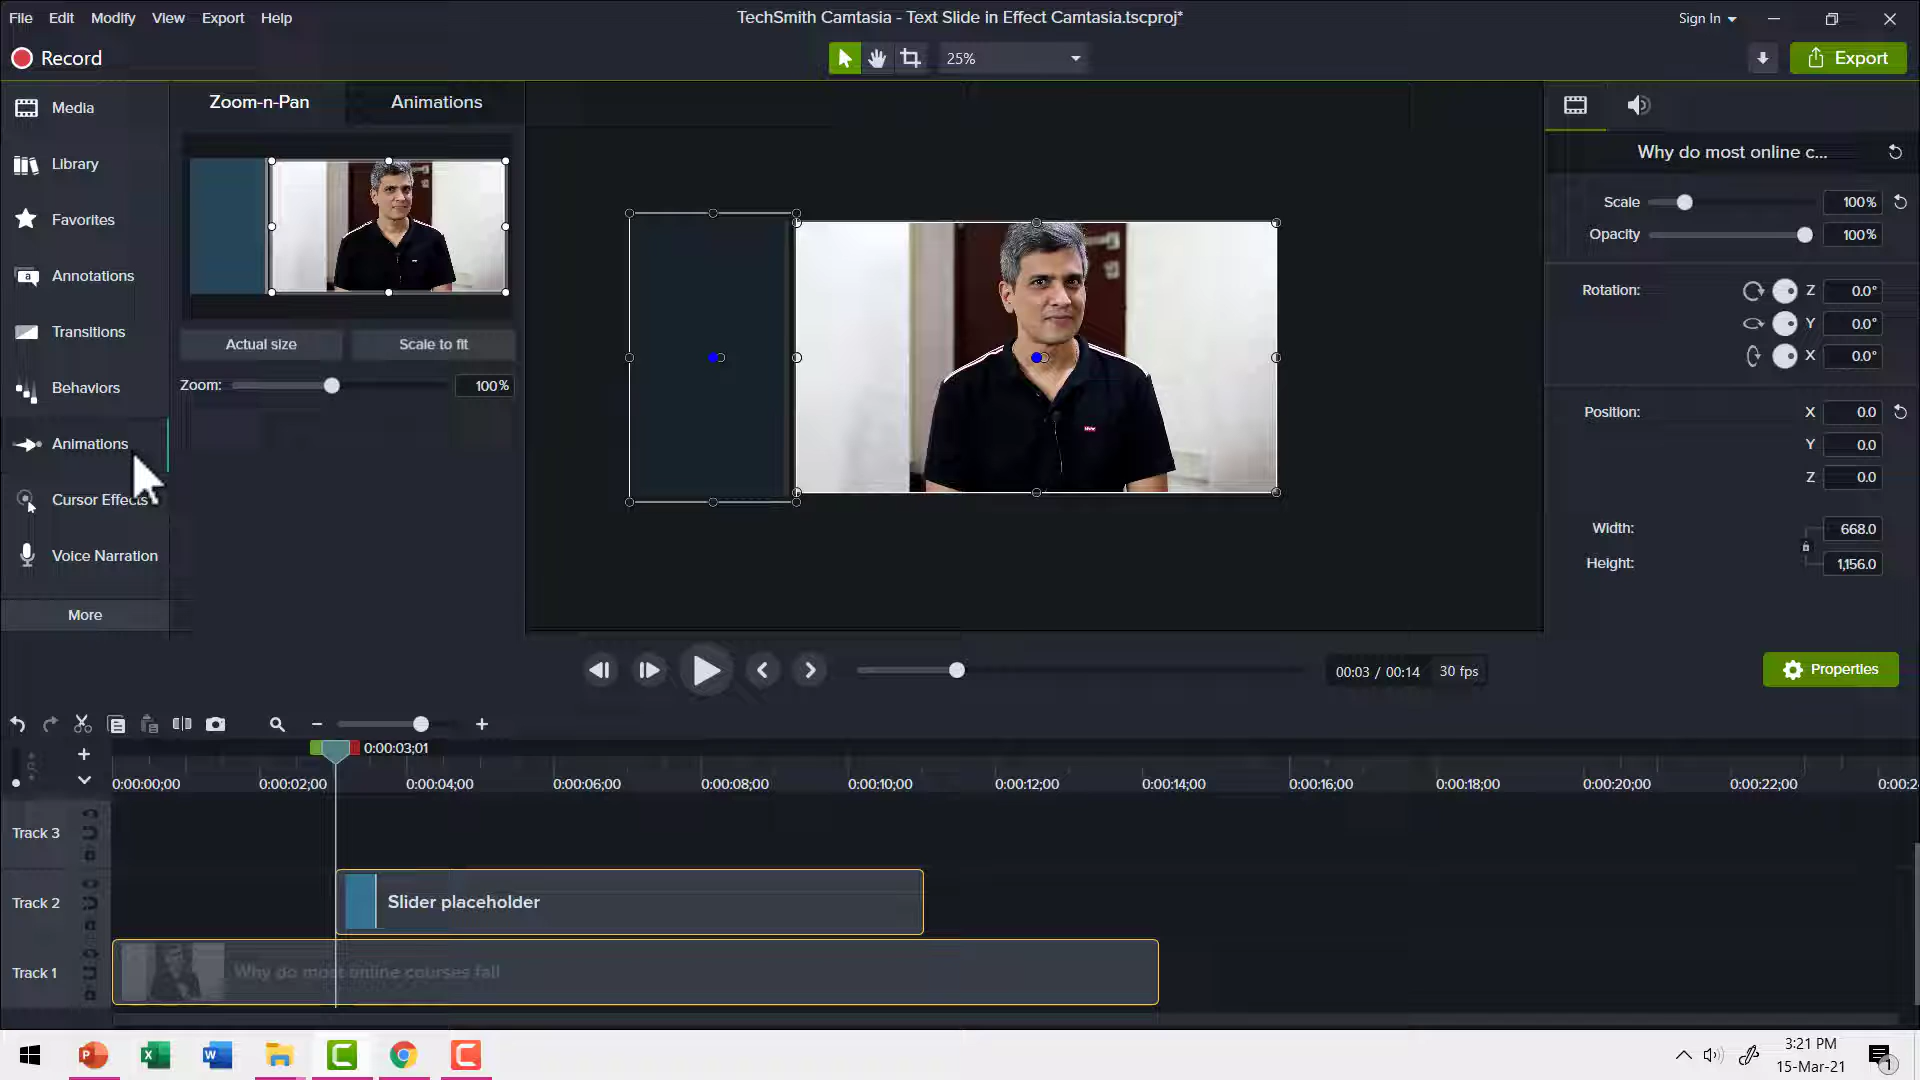 File Edit Modify View Export Help
TechSmith Camtasia - Text Slide in Effect Camtasia.tscproj*
Sign In
Record
25%
Export
Media
Library
Favorites
Annotations
Transitions
Behaviors
Animations
Cursor Effects
Voice Narration
More
Zoom-n-Pan Animations
Actual size Scale to fit
Zoom: 100%
Why do most online c...
Scale 100%
Opacity 100%
Rotation: Z 0.0°
Y 0.0°
X 0.0°
Position: X 0.0
Y 0.0
Z 0.0
Width: 668.0
Height: 1,156.0
00:03 / 00:14 30 fps
Properties
0:00:03;01
0:00:00;00 0:00:02;00 0:00:04;00 0:00:06;00 0:00:08;00 0:00:10;00 0:00:12;00 0:00:14;00 0:00:16;00 0:00:18;00 0:00:20;00 0:00:22;00 0:00:2
Track 3
Track 2 Slider placeholder
Track 1 Why do most online courses fail
3:21 PM
15-Mar-21
1